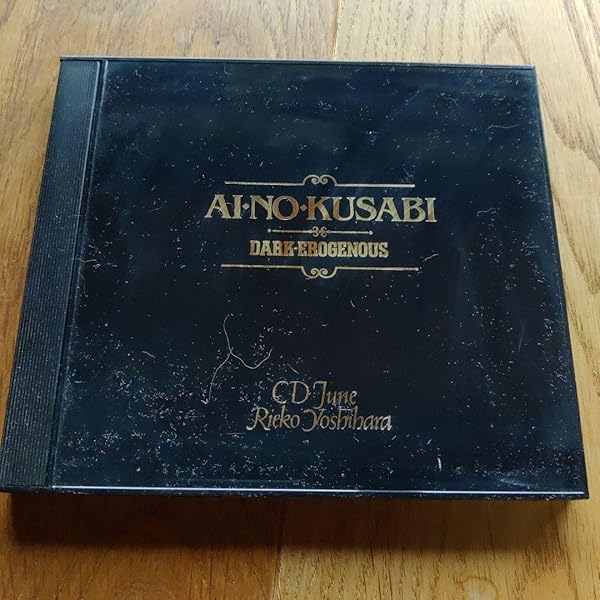 AI·NO·KUSABI
DARK-EROGENOUS
CD·June
Rieko Yoshihara